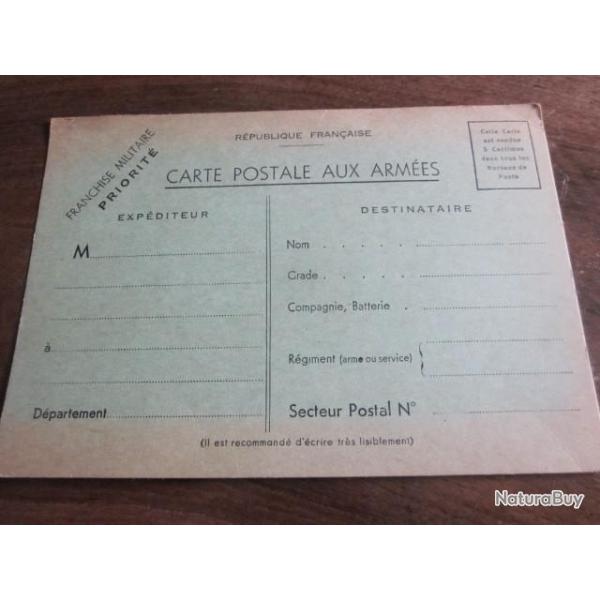 FRANCHISE MILITAIRE
PRIORITÉ
RÉPUBLIQUE FRANÇAISE
CARTE POSTALE AUX ARMÉES
Cette Carte
est vendue
5 Centimes
dans tous les
Bureaux de
Poste
EXPÉDITEUR
M
à
Département
DESTINATAIRE
Nom
Grade
Compagnie, Batterie
Régiment (arme ou service)
Secteur Postal N°
(Il est recommandé d'écrire très lisiblement)
NaturaBuy